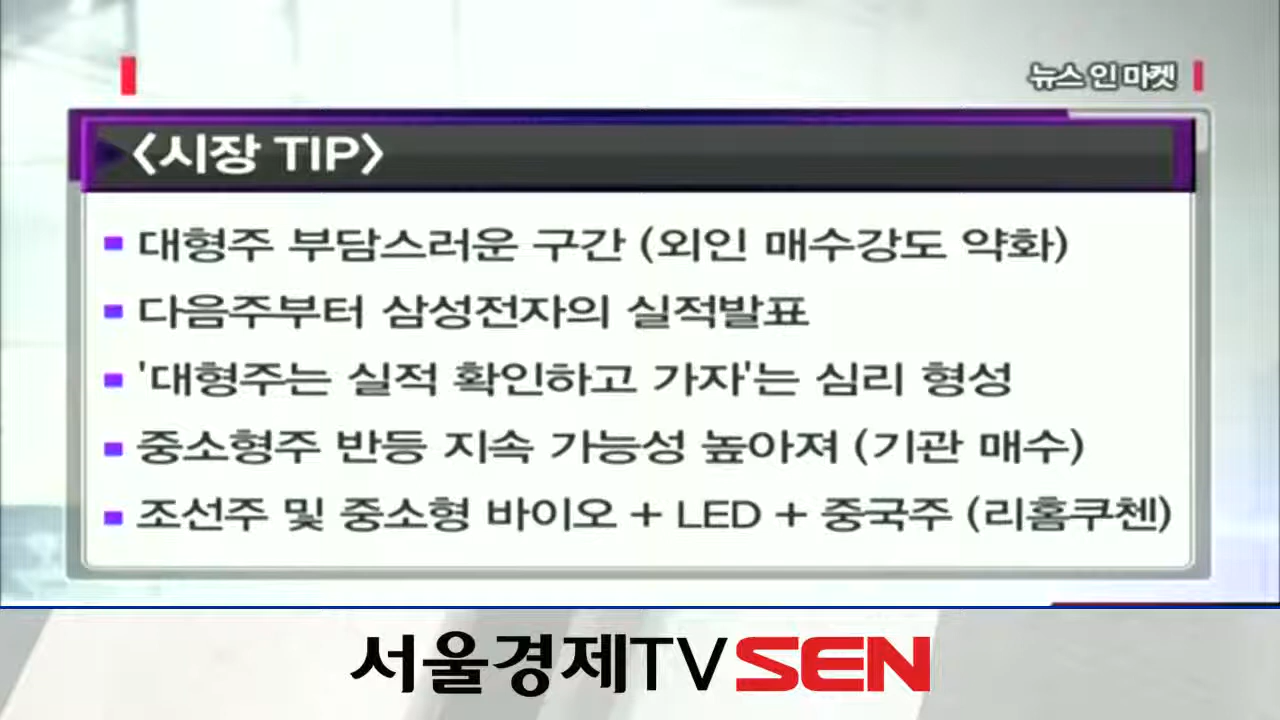 뉴스 인 마켓
<시장 TIP>
대형주 부담스러운 구간 (외인 매수강도 약화)
다음주부터 삼성전자의 실적발표
'대형주는 실적 확인하고 가자'는 심리 형성
중소형주 반등 지속 가능성 높아져 (기관 매수)
조선주 및 중소형 바이오 + LED + 중국주 (리홈쿠첸)
서울경제TV SEN